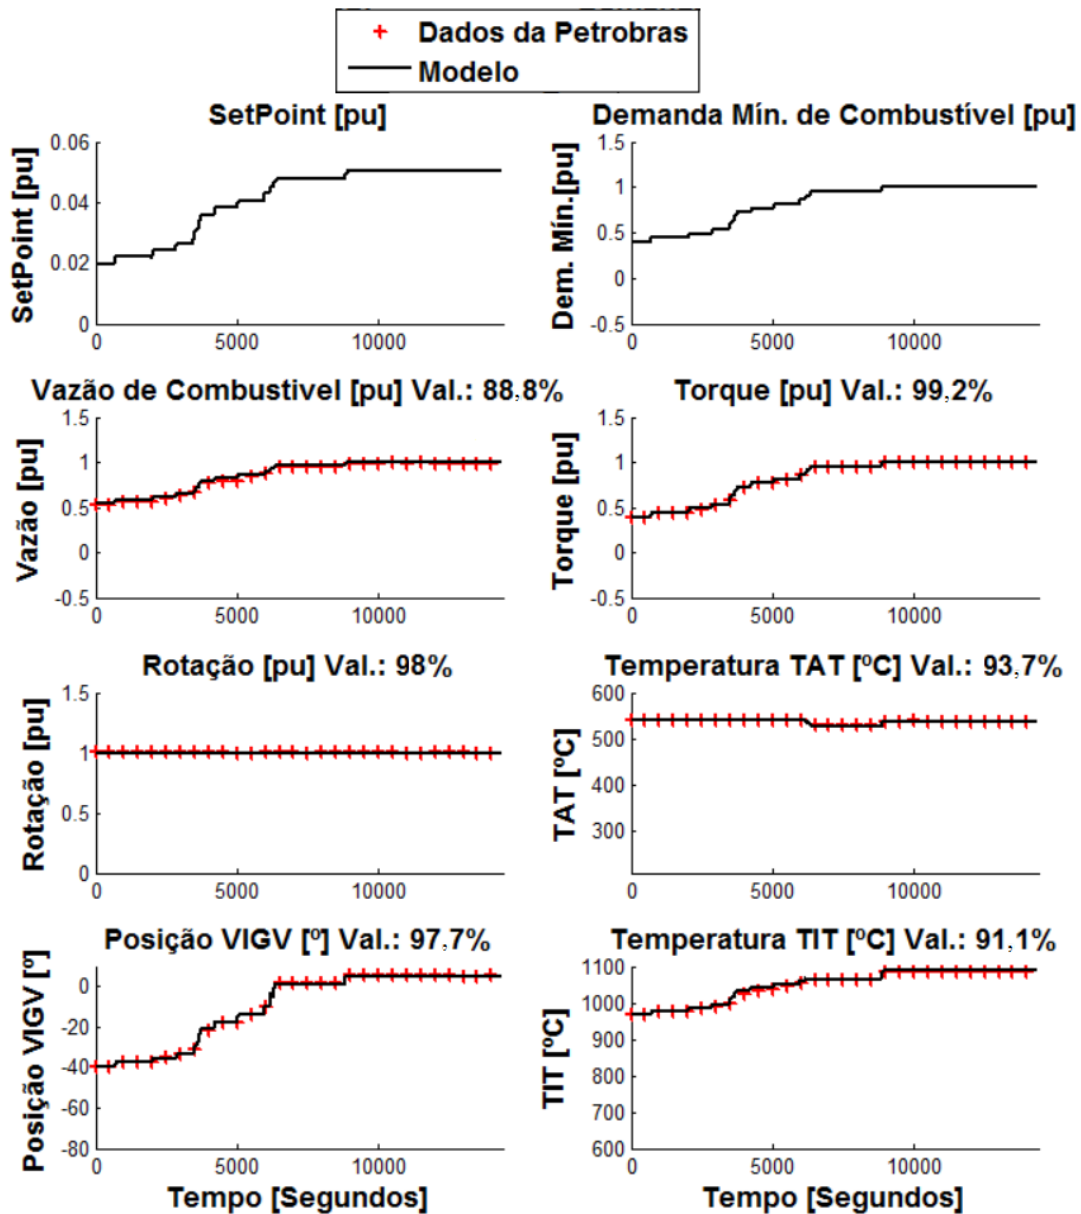 Dados da Petrobras
Modelo
SetPoint [pu]
SetPoint [pu]
0.06
0.04
0.02
0
0 5000 10000
Demanda Mín. de Combustível [pu]
Dem. Mín.[pu]
1.5
1
0.5
0
-0.5
0 5000 10000
Vazão de Combustivel [pu] Val.: 88,8%
Vazão [pu]
1.5
1
0.5
0
-0.5
0 5000 10000
Torque [pu] Val.: 99,2%
Torque [pu]
1.5
1
0.5
0
-0.5
0 5000 10000
Rotação [pu] Val.: 98%
Rotação [pu]
1.5
1
0.5
0
0 5000 10000
Temperatura TAT [ºC] Val.: 93,7%
TAT [ºC]
600
500
400
300
0 5000 10000
Posição VIGV [º] Val.: 97,7%
Posição VIGV [º]
0
-20
-40
-60
-80
0 5000 10000
Tempo [Segundos]
Temperatura TIT [ºC] Val.: 91,1%
TIT [ºC]
1100
1000
900
800
700
600
0 5000 10000
Tempo [Segundos]